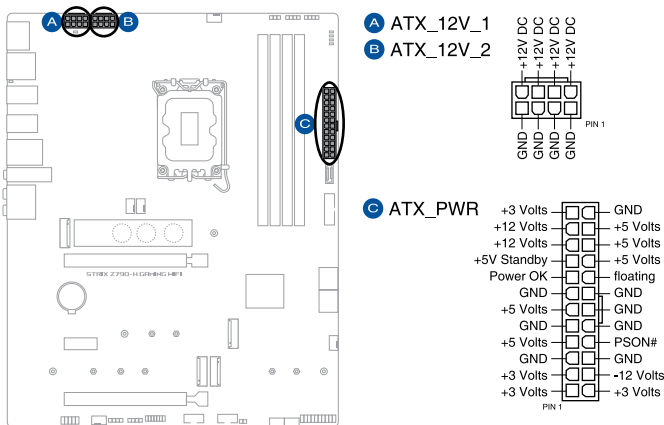 A
B
A ATX_12V_1
B ATX_12V_2
+12V DC
+12V DC
+12V DC
+12V DC
PIN 1
GND
GND
GND
GND
C
C ATX_PWR
+3 Volts GND
+12 Volts +5 Volts
+12 Volts +5 Volts
+5V Standby +5 Volts
Power OK floating
GND GND
+5 Volts GND
GND GND
+5 Volts PSON#
GND GND
+3 Volts -12 Volts
+3 Volts +3 Volts
PIN 1
STRIX Z790-H GAMING WIFI